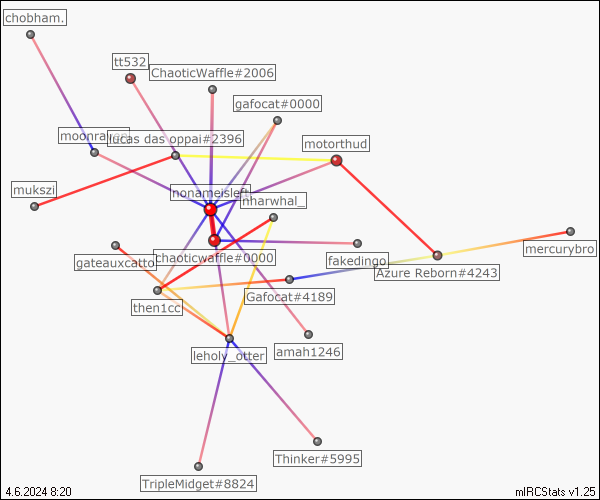 chobham.
tt532
ChaoticWaffle#2006
gafocat#0000
lucas das oppai#2396
motorthud
mukszi
nonameisleft
nharwhal_
chaoticwaffle#0000
gateauxcatto
fakedingo
mercurybro
Azure Reborn#4243
Gafocat#4189
then1cc
leholy_otter
amah1246
Thinker#5995
TripleMidget#8824
4.6.2024 8:20
mIRCStats v1.25